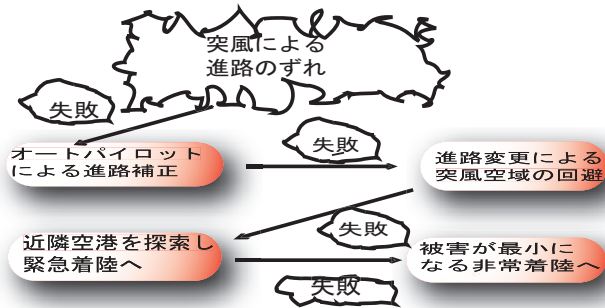 突風による
進路のずれ
失敗
オートパイロット
による進路補正
失敗
進路変更による
突風空域の回避
失敗
近隣空港を探索し
緊急着陸へ
失敗
被害が最小に
なる非常着陸へ